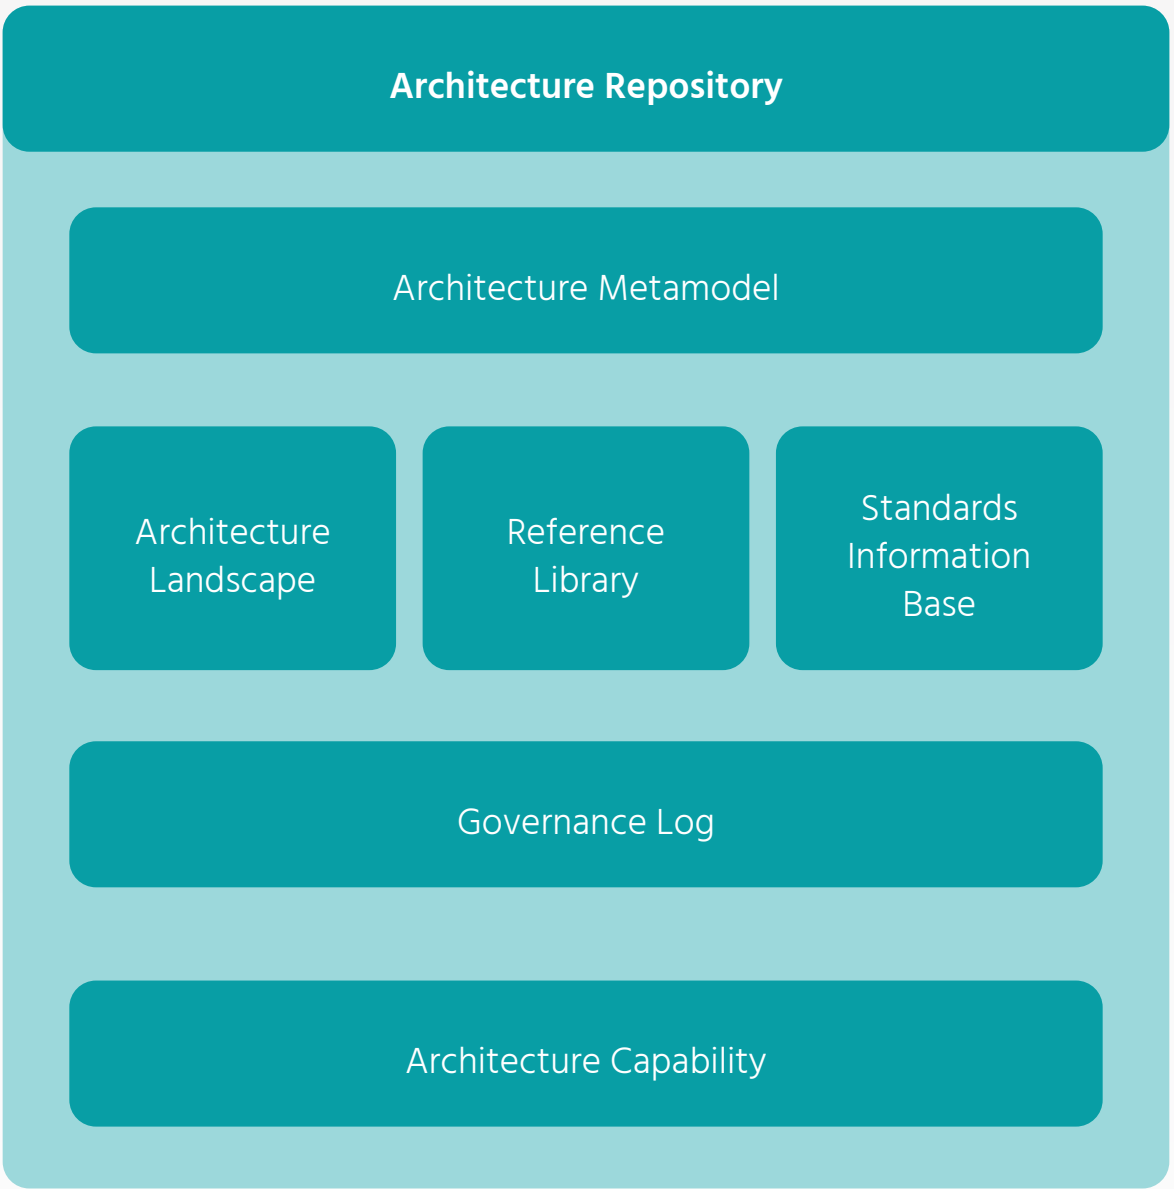 Architecture Repository
Architecture Metamodel
Architecture
Landscape
Reference
Library
Standards
Information
Base
Governance Log
Architecture Capability